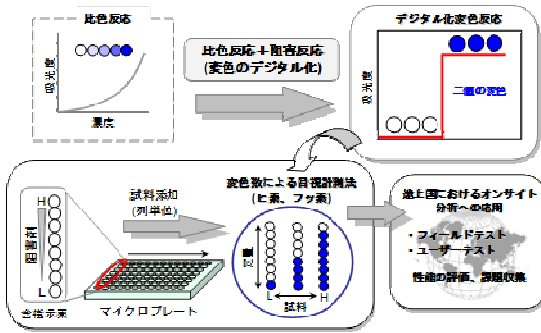 比色反応
吸光度
濃度
比色反応＋阻害反応
(変色のデジタル化)
デジタル化変色反応
吸光度
二値の変色
H
阻害剤
L
含指示薬
試料添加
(列単位)
マイクロプレート
変色数による目視計測法
(ヒ素、フッ素)
定量
L
H
試料
途上国におけるオンサイト
分析への応用
・フィールドテスト
・ユーザーテスト
性能の評価、課題収集